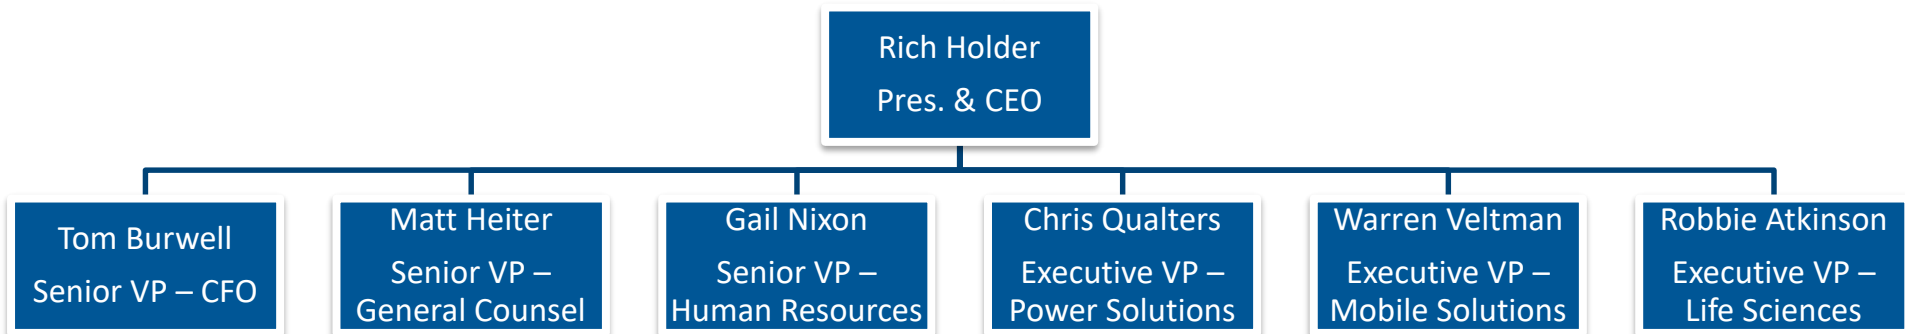 Rich Holder
Pres. & CEO
Tom Burwell
Senior VP – CFO
Matt Heiter
Senior VP –
General Counsel
Gail Nixon
Senior VP –
Human Resources
Chris Qualters
Executive VP –
Power Solutions
Warren Veltman
Executive VP –
Mobile Solutions
Robbie Atkinson
Executive VP –
Life Sciences